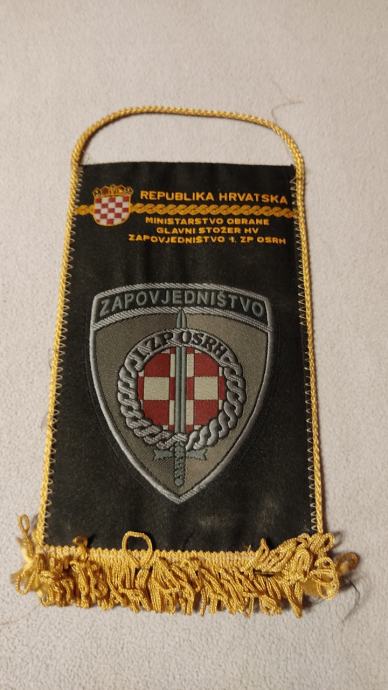 REPUBLIKA HRVATSKA
MINISTARSTVO OBRANE
GLAVNI STOŽER HV
ZAPOVJEDNIŠTVO 1. ZP OSRH
ZAPOVJEDNIŠTVO
1. ZP OSRH